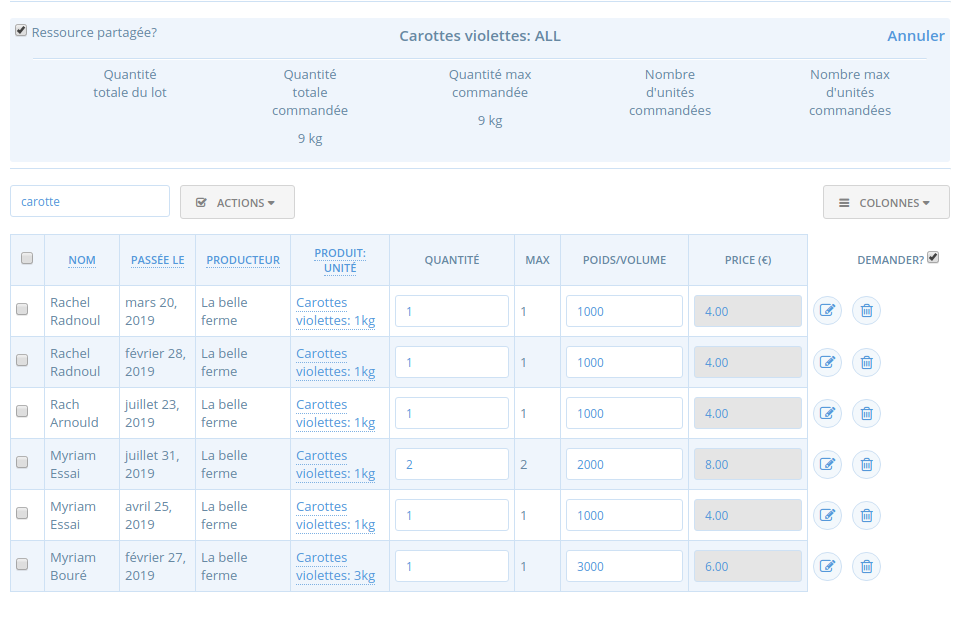 Ressource partagée?
Carottes violettes: ALL
Annuler
Quantité
totale du lot
Quantité
totale
commandée
9 kg
Quantité max
commandée
9 kg
Nombre
d'unités
commandées
Nombre max
d'unités
commandées
carotte
ACTIONS
COLONNES
NOM PASSÉE LE PRODUCTEUR PRODUIT: QUANTITÉ MAX POIDS/VOLUME PRICE (€) DEMANDER?
UNITÉ
Rachel mars 20, La belle Carottes 1 1 1000 4.00
Radnoul 2019 ferme violettes: 1kg
Rachel février 28, La belle Carottes 1 1 1000 4.00
Radnoul 2019 ferme violettes: 1kg
Rach juillet 23, La belle Carottes 1 1 1000 4.00
Arnould 2019 ferme violettes: 1kg
Myriam juillet 31, La belle Carottes 2 2 2000 8.00
Essai 2019 ferme violettes: 1kg
Myriam avril 25, La belle Carottes 1 1 1000 4.00
Essai 2019 ferme violettes: 1kg
Myriam février 27, La belle Carottes 1 1 3000 6.00
Bouré 2019 ferme violettes: 3kg